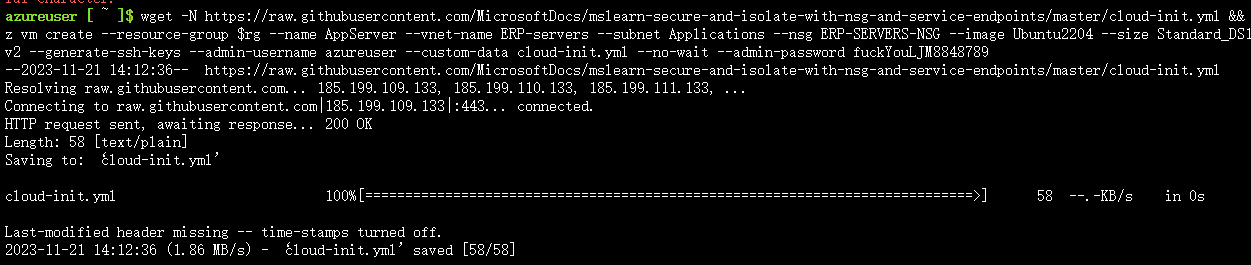 ful character.
azureuser [ ~ ]$ wget -N https://raw.githubusercontent.com/MicrosoftDocs/mslearn-secure-and-isolate-with-nsg-and-service-endpoints/master/cloud-init.yml &&
z vm create --resource-group $rg --name AppServer --vnet-name ERP-servers --subnet Applications --nsg ERP-SERVERS-NSG --image Ubuntu2204 --size Standard_DS1
v2 --generate-ssh-keys --admin-username azureuser --custom-data cloud-init.yml --no-wait --admin-password fuckYouLJM8848789
--2023-11-21 14:12:36-- https://raw.githubusercontent.com/MicrosoftDocs/mslearn-secure-and-isolate-with-nsg-and-service-endpoints/master/cloud-init.yml
Resolving raw.githubusercontent.com... 185.199.109.133, 185.199.110.133, 185.199.111.133, ...
Connecting to raw.githubusercontent.com|185.199.109.133|:443... connected.
HTTP request sent, awaiting response... 200 OK
Length: 58 [text/plain]
Saving to: ‘cloud-init.yml’
cloud-init.yml 100%[=============================================================================>] 58 --.-KB/s in 0s
Last-modified header missing -- time-stamps turned off.
2023-11-21 14:12:36 (1.86 MB/s) - ‘cloud-init.yml’ saved [58/58]